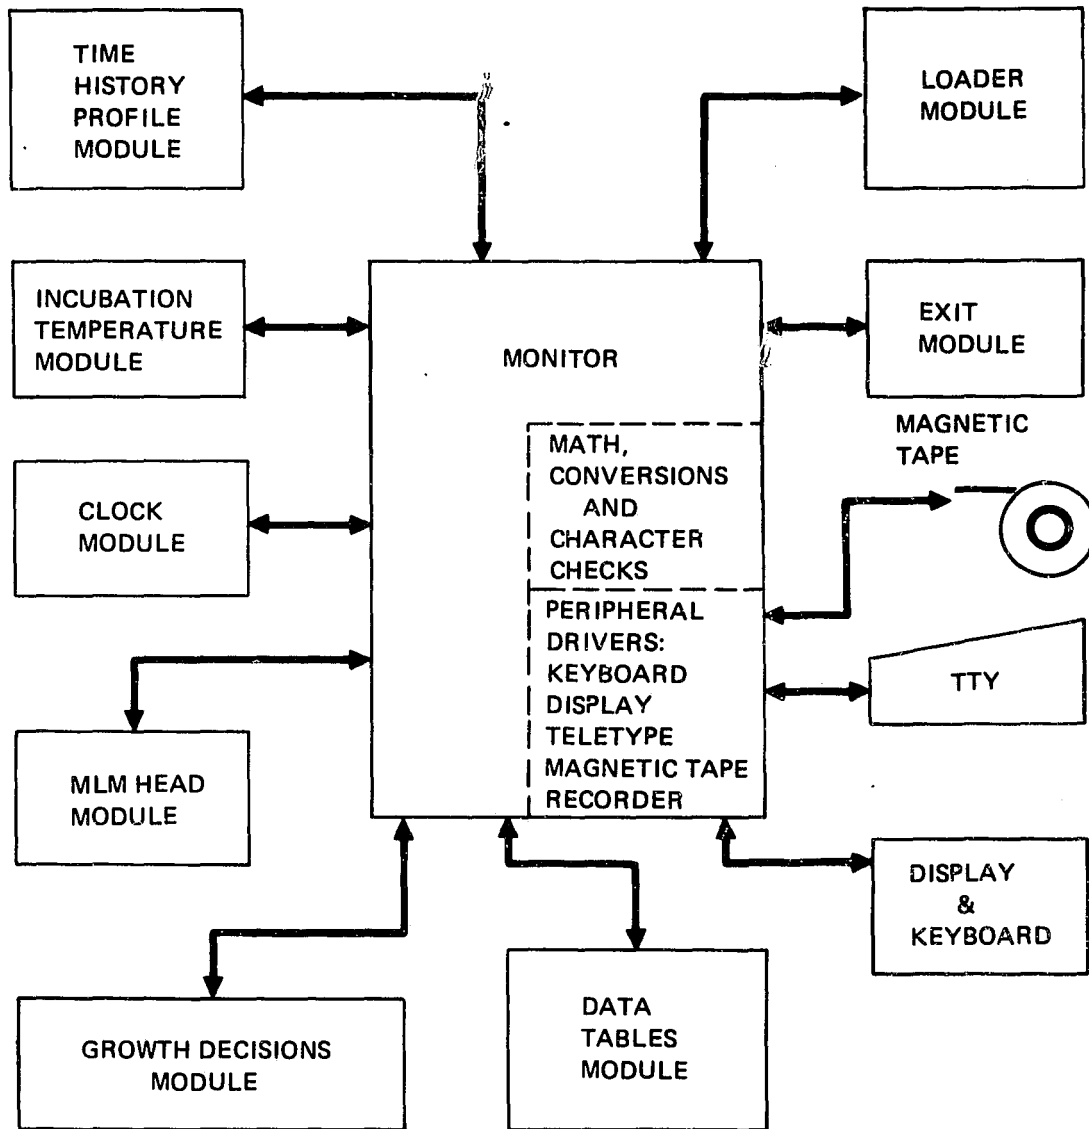 TIME
HISTORY
PROFILE
MODULE
LOADER
MODULE
INCUBATION
TEMPERATURE
MODULE
MONITOR
EXIT
MODULE
MATH,
CONVERSIONS
AND
CHARACTER
CHECKS
MAGNETIC
TAPE
CLOCK
MODULE
PERIPHERAL
DRIVERS:
KEYBOARD
DISPLAY
TELETYPE
MAGNETIC TAPE
RECORDER
TTY
MLM HEAD
MODULE
DISPLAY
&
KEYBOARD
GROWTH DECISIONS
MODULE
DATA
TABLES
MODULE